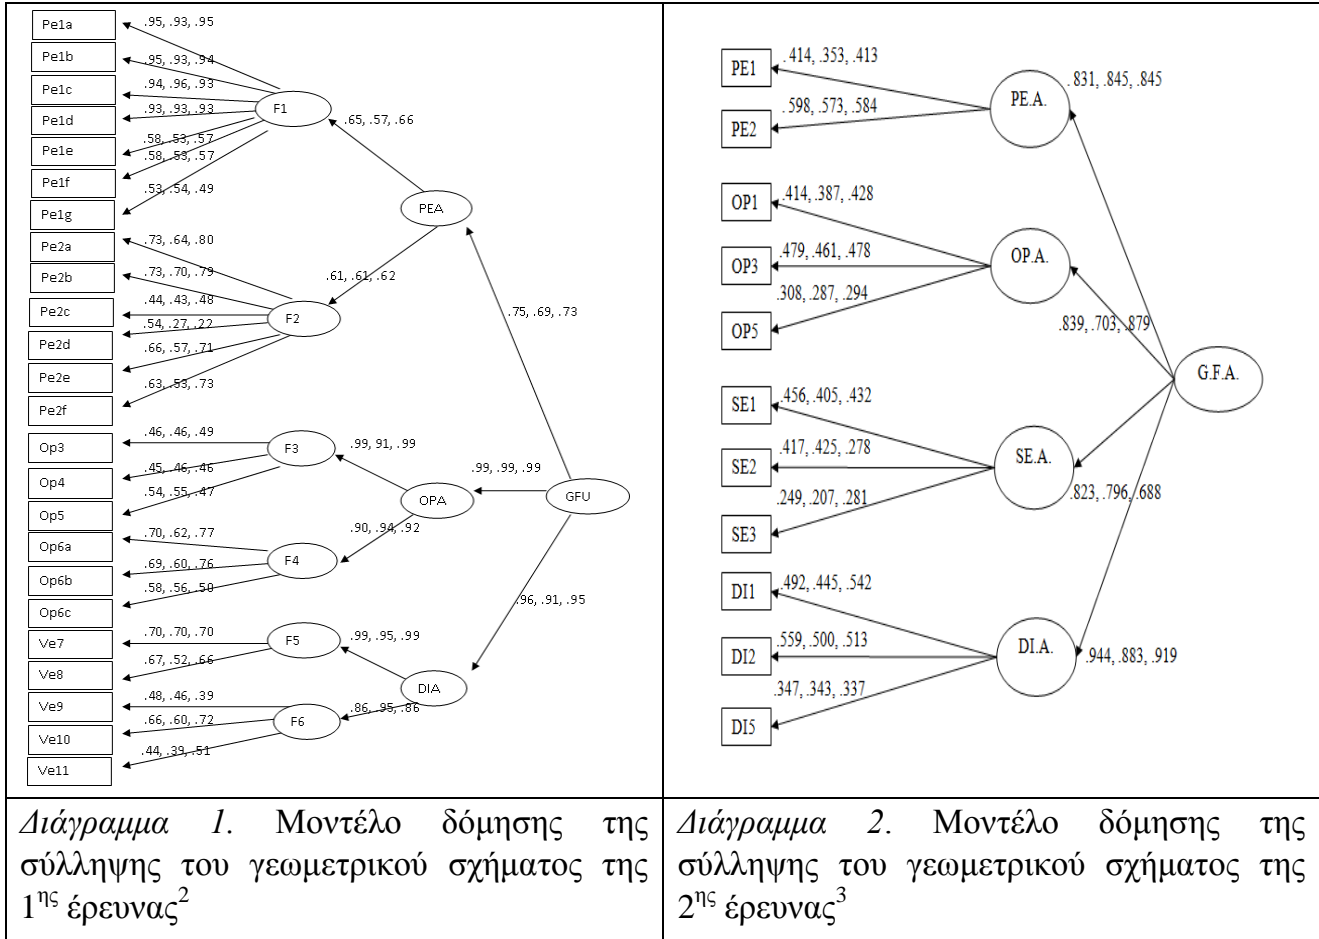 Pe1a
.95, .93, .95
Pe1b
.95, .93, .94
Pe1c
.94, .96, .93
Pe1d
.93, .93, .93
Pe1e
.58, .53, .57
Pe1f
.58, .53, .57
Pe1g
.53, .54, .49
F1
.65, .57, .66
PEA
Pe2a
.73, .64, .80
Pe2b
.73, .70, .79
Pe2c
.44, .43, .48
Pe2d
.54, .27, .22
Pe2e
.66, .57, .71
Pe2f
.63, .53, .73
F2
.61, .61, .62
.75, .69, .73
Op3
.46, .46, .49
Op4
.45, .46, .46
Op5
.54, .55, .47
F3
.99, .91, .99
OPA
.99, .99, .99
GFU
Op6a
.70, .62, .77
Op6b
.69, .60, .76
Op6c
.58, .56, .50
F4
.90, .94, .92
.96, .91, .95
Ve7
.70, .70, .70
Ve8
.67, .52, .66
F5
.99, .95, .99
DIA
Ve9
.48, .46, .39
Ve10
.66, .60, .72
Ve11
.44, .39, .51
F6
.86, .95, .86
Διάγραμμα 1. Μοντέλο δόμησης της
σύλληψης του γεωμετρικού σχήματος της
1ης έρευνας2
PE1
.414, .353, .413
PE2
.598, .573, .584
PE.A.
.831, .845, .845
OP1
.414, .387, .428
OP3
.479, .461, .478
OP5
.308, .287, .294
OP.A.
.839, .703, .879
G.F.A.
SE1
.456, .405, .432
SE2
.417, .425, .278
SE3
.249, .207, .281
SE.A.
.823, .796, .688
DI1
.492, .445, .542
DI2
.559, .500, .513
DI5
.347, .343, .337
DI.A.
.944, .883, .919
Διάγραμμα 2. Μοντέλο δόμησης της
σύλληψης του γεωμετρικού σχήματος της
2ης έρευνας3